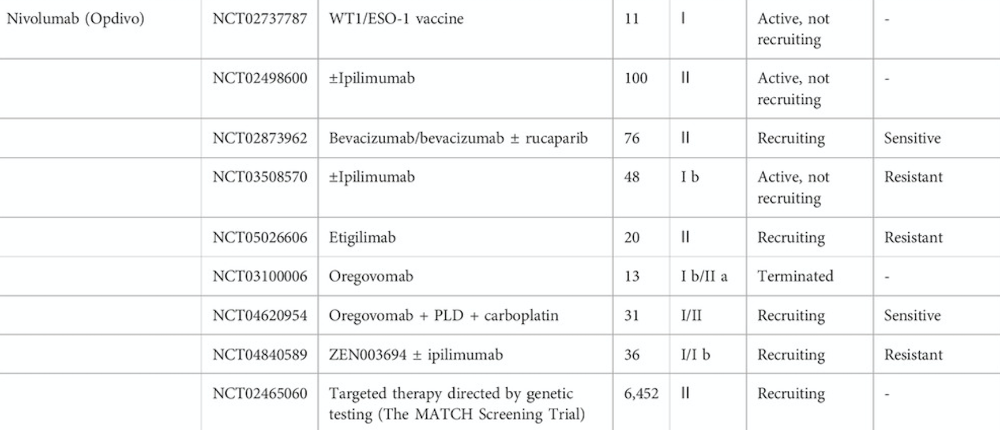 Nivolumab (Opdivo) NCT02737787 WT1/ESO-1 vaccine 11 I Active, not -
recruiting
NCT02498600 ±Ipilimumab 100 II Active, not -
recruiting
NCT02873962 Bevacizumab/bevacizumab ± rucaparib 76 II Recruiting Sensitive
NCT03508570 ±Ipilimumab 48 I b Active, not Resistant
recruiting
NCT05026606 Etigilimab 20 II Recruiting Resistant
NCT03100006 Oregovomab 13 I b/II a Terminated -
NCT04620954 Oregovomab + PLD + carboplatin 31 I/II Recruiting Sensitive
NCT04840589 ZEN003694 ± ipilimumab 36 I/I b Recruiting Resistant
NCT02465060 Targeted therapy directed by genetic 6,452 II Recruiting -
testing (The MATCH Screening Trial)